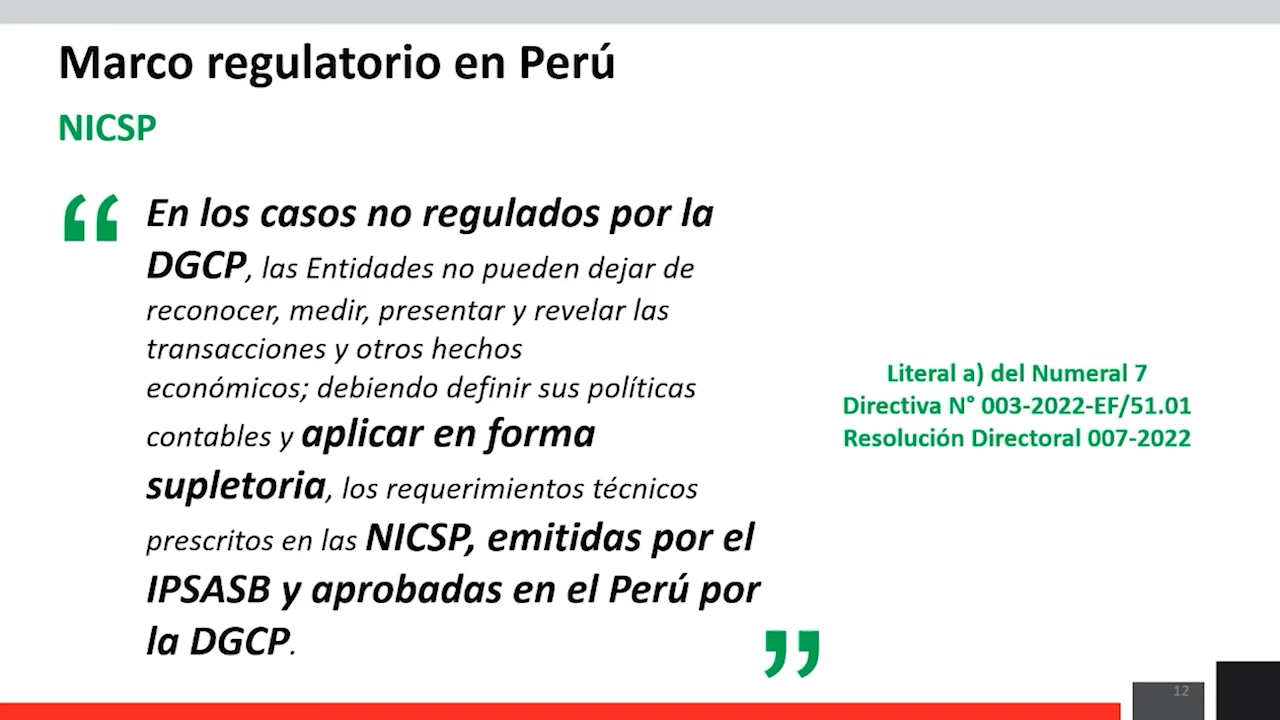 Marco regulatorio en Perú
NICSP
“ En los casos no regulados por la
DGCP, las Entidades no pueden dejar de
reconocer, medir, presentar y revelar las
transacciones y otros hechos
económicos; debiendo definir sus políticas
contables y aplicar en forma
supletoria, los requerimientos técnicos
prescritos en las NICSP, emitidas por el
IPSASB y aprobadas en el Perú por
la DGCP. ”
Literal a) del Numeral 7
Directiva N° 003-2022-EF/51.01
Resolución Directoral 007-2022
12